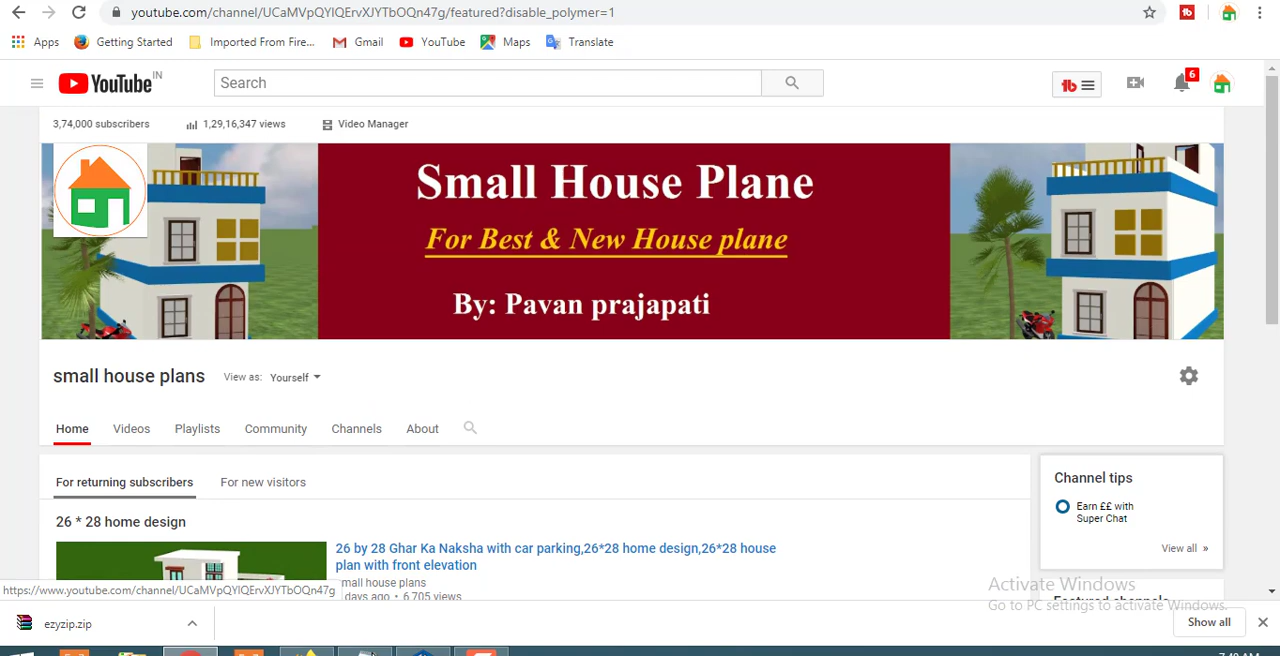 youtube.com/channel/UCaMVpQYlQErvXJYTbOQn47g/featured?disable_polymer=1
Apps Getting Started Imported From Fire... Gmail YouTube Maps Translate
YouTube IN Search 6
3,74,000 subscribers 1,29,16,347 views Video Manager
Small House Plane
For Best & New House plane
By: Pavan prajapati
small house plans View as: Yourself
Home Videos Playlists Community Channels About
For returning subscribers For new visitors
Channel tips
Earn ££ with
Super Chat
View all »
26 * 28 home design
26 by 28 Ghar Ka Naksha with car parking,26*28 home design,26*28 house
plan with front elevation
mall house plans
days ago • 6,705 views
Featured channels
https://www.youtube.com/channel/UCaMVpQYlQErvXJYTbOQn47g
Activate Windows
Go to PC settings to activate Windows.
ezyzip.zip Show all